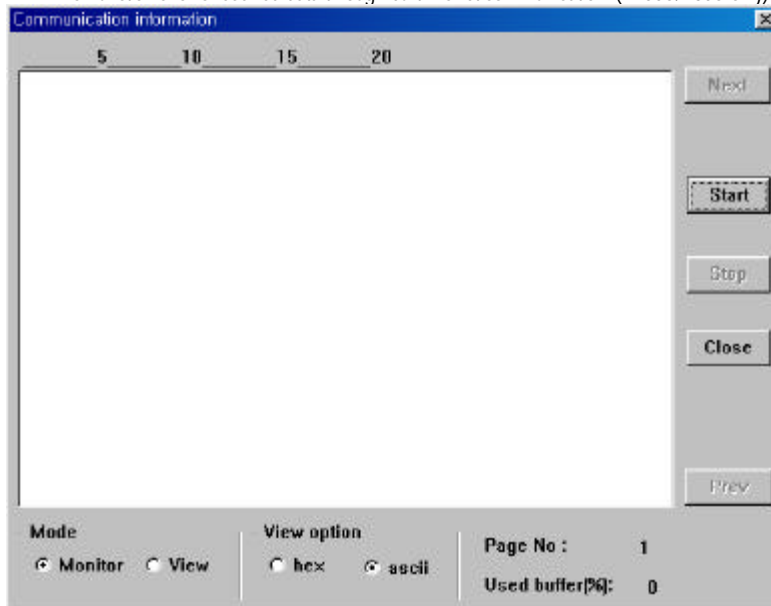 Communication information
5 10 15 20
Next
Start
Stop
Close
Prev
Mode
Monitor View
View option
hex ascii
Page No : 1
Used buffer[%]: 0